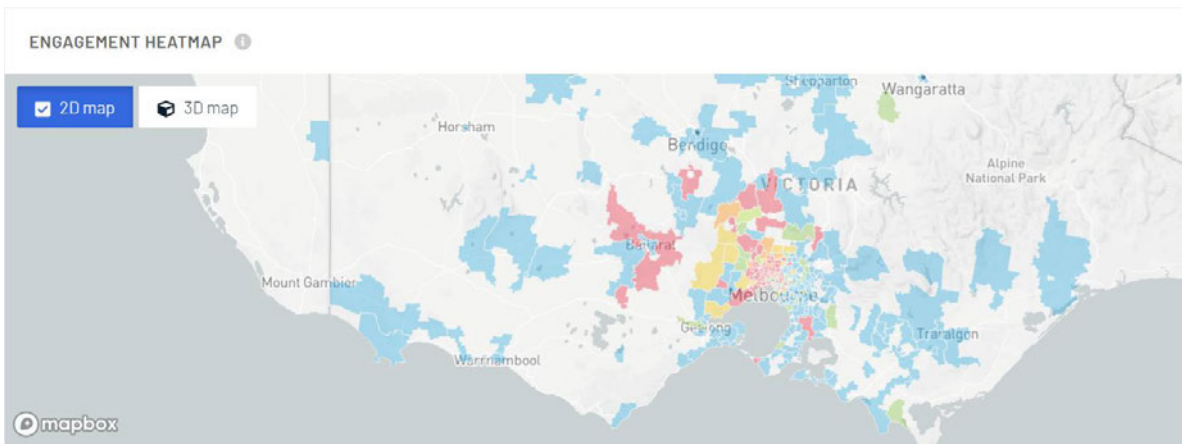 ENGAGEMENT HEATMAP
2D map
3D map
Shepparton
Wangaratta
Horsham
Bendigo
VICTORIA
Alpine
National Park
Ballarat
Mount Gambier
Melbourne
Geelong
Traralgon
Warrnambool
mapbox